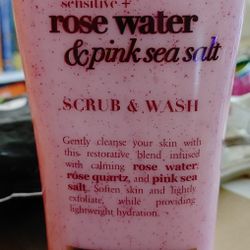 sensitive +
rose water
& pink sea salt
SCRUB & WASH
Gently cleanse your skin with
this restorative blend infused
with calming rose water,
rose quartz, and pink sea
salt. Soften skin and lightly
exfoliate, while providing
lightweight hydration.